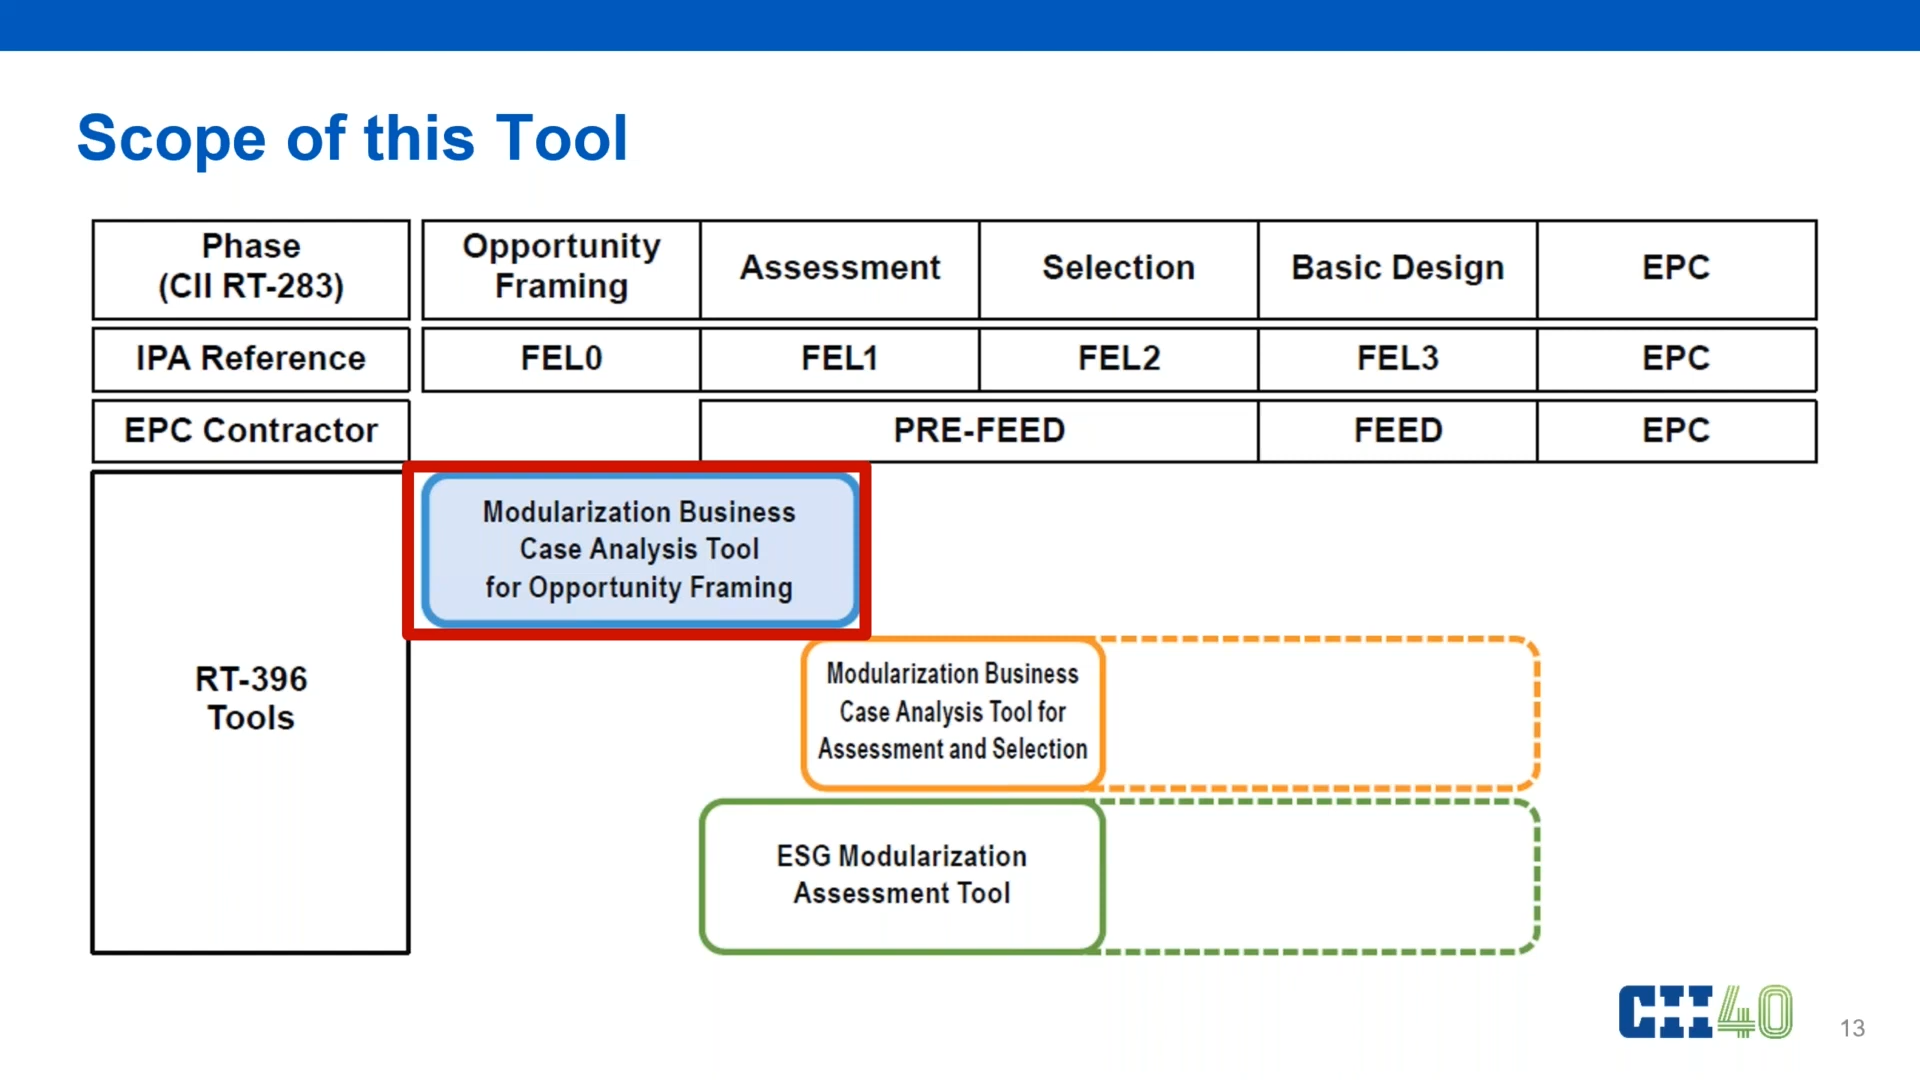 Scope of this Tool
Phase
(CII RT-283)
Opportunity
Framing
Assessment
Selection
Basic Design
EPC
IPA Reference
FEL0
FEL1
FEL2
FEL3
EPC
EPC Contractor
PRE-FEED
FEED
EPC
RT-396
Tools
Modularization Business
Case Analysis Tool
for Opportunity Framing
Modularization Business
Case Analysis Tool for
Assessment and Selection
ESG Modularization
Assessment Tool
CII40
13